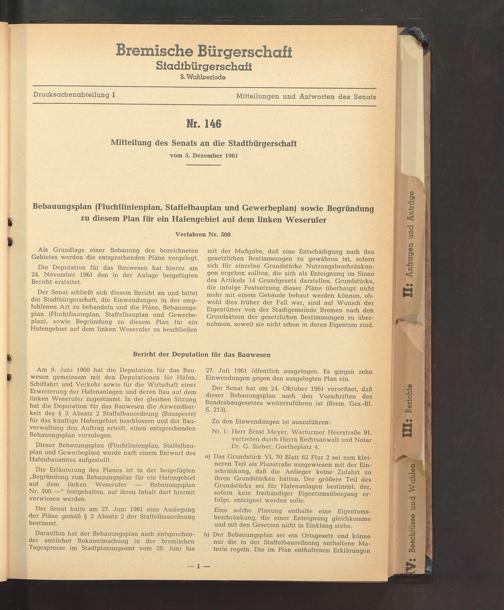 Bremische Bürgerschaft
Stadtbürgerschaft
5. Wahlperiode
Drucksachenabteilung I
Mitteilungen und Antworten des Senats
Nr. 146
Mitteilung des Senats an die Stadtbürgerschaft
vom 5. Dezember 1961
Bebauungsplan (Fluchtlinienplan, Staffelbauplan und Gewerbeplan) sowie Begründung
zu diesem Plan für ein Hafengebiet auf dem linken Weserufer
Verfahren Nr. 500
Als Grundlage einer Bebauung des bezeichneten
Gebietes werden die entsprechenden Pläne vorgelegt.
Die Deputation für das Bauwesen hat hierzu am
24. November 1961 den in der Anlage beigefügten
Bericht erstattet.
Der Senat schließt sich diesem Bericht an und bittet
die Stadtbürgerschaft, die Einwendungen in der emp-
fohlenen Art zu behandeln und die Pläne, Bebauungs-
plan (Fluchtlinienplan, Staffelbauplan und Gewerbe-
plan), sowie Begründung zu diesem Plan für ein
Hafengebiet auf dem linken Weserufer zu beschließen
mit der Maßgabe, daß eine Entschädigung nach den
gesetzlichen Bestimmungen zu gewähren ist, sofern
sich für einzelne Grundstücke Nutzungsbeschränkun-
gen ergeben sollten, die sich als Enteignung im Sinne
des Artikels 14 Grundgesetz darstellen. Grundstücke,
die infolge Festsetzung dieser Pläne überhaupt nicht
mehr mit einem Gebäude bebaut werden können, ob-
wohl dies früher der Fall war, sind auf Wunsch der
Eigentümer von der Stadtgemeinde Bremen nach den
Grundsätzen der gesetzlichen Bestimmungen zu über-
nehmen, soweit sie nicht schon in deren Eigentum sind.
Bericht der Deputation für das Bauwesen
Am 9. Juni 1960 hat die Deputation für das Bau-
wesen gemeinsam mit den Deputationen für Häfen,
Schiffahrt und Verkehr sowie für die Wirtschaft einer
Erweiterung der Hafenanlagen und deren Bau auf dem
linken Weserufer zugestimmt. In der gleichen Sitzung
hat die Deputation für das Bauwesen die Anwendbar-
keit des § 3 Absatz 2 Staffelbauordnung (Bausperre)
für das künftige Hafengebiet beschlossen und der Bau-
verwaltung den Auftrag erteilt, einen entsprechenden
Bebauungsplan vorzulegen.
Dieser Bebauungsplan (Fluchtlinienplan, Staffelbau-
plan und Gewerbeplan) wurde nach einem Entwurf des
Hafenbauamtes aufgestellt.
Die Erläuterung des Planes ist in der beigefügten
„Begründung zum Bebauungsplan für ein Hafengebiet
auf dem linken Weserufer — Bebauungsplan
Nr. 500 —“ festgehalten, auf ihren Inhalt darf hiermit
verwiesen werden.
Der Senat hatte am 27. Juni 1961 eine Auslegung
der Pläne gemäß § 2 Absatz 2 der Staffelbauordnung
bestimmt.
Daraufhin hat der Bebauungsplan nach entsprechen-
der amtlicher Bekanntmachung in der bremischen
Tagespresse im Stadtplanungsamt vom 28. Juni bis
27. Juli 1961 öffentlich ausgelegen. Es gingen zehn
Einwendungen gegen den ausgelegten Plan ein.
Der Senat hat am 24. Oktober 1961 verordnet, daß
dieser Bebauungsplan nach den Vorschriften des
Bundesbaugesetzes weiterzuführen ist (Brem. Ges.-Bl.
S. 213).
Zu den Einwendungen ist auszuführen:
Nr. 1: Herr Ernst Meyer, Warturmer Heerstraße 91,
vertreten durch Herrn Rechtsanwalt und Notar
Dr. G. Sieber, Goetheplatz 4.
a) Das Grundstück VL 70 Blatt 62 Flur 2 sei zum klei-
neren Teil als Planstraße ausgewiesen mit der Ein-
schränkung, daß die Anlieger keine Zufahrt zu
ihren Grundstücken hätten. Der größere Teil des
Grundstücks sei für Hafenanlagen bestimmt, der,
sofern kein freihändiger Eigentumsübergang er-
folge, enteignet werden solle.
Eine solche Planung enthalte eine Eigentums-
beschränkung, die einer Enteignung gleichkomme
und mit den Gesetzen nicht in Einklang stehe.
b) Der Bebauungsplan sei ein Ortsgesetz und könne
nur die in der Staffelbauordnung enthaltene Ma-
terie regeln. Die im Plan enthaltenen Erklärungen
— 1 —
II: Anfragen und Anträge
III: Berichte
IV: Beschlüsse und Wahlen